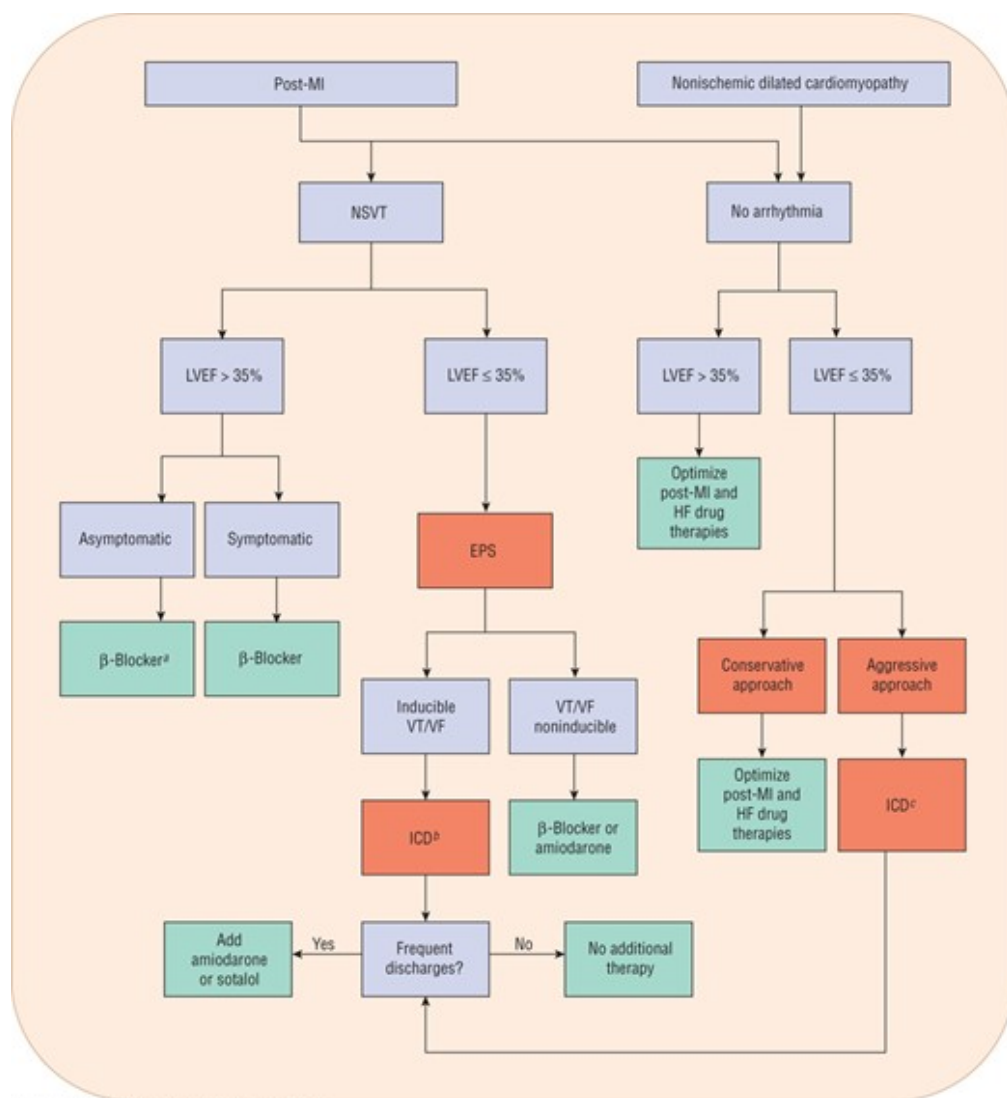 Post-MI
Nonischemic dilated cardiomyopathy
NSVT
No arrhythmia
LVEF > 35%
LVEF ≤ 35%
LVEF > 35%
LVEF ≤ 35%
Optimize
post-MI and
HF drug
therapies
Asymptomatic
Symptomatic
EPS
β-Blockerᵃ
β-Blocker
Conservative
approach
Aggressive
approach
Inducible
VT/VF
VT/VF
noninducible
Optimize
post-MI and
HF drug
therapies
ICDᶜ
ICDᵇ
β-Blocker or
amiodarone
Add
amiodarone
or sotalol
Yes
Frequent
discharges?
No
No additional
therapy